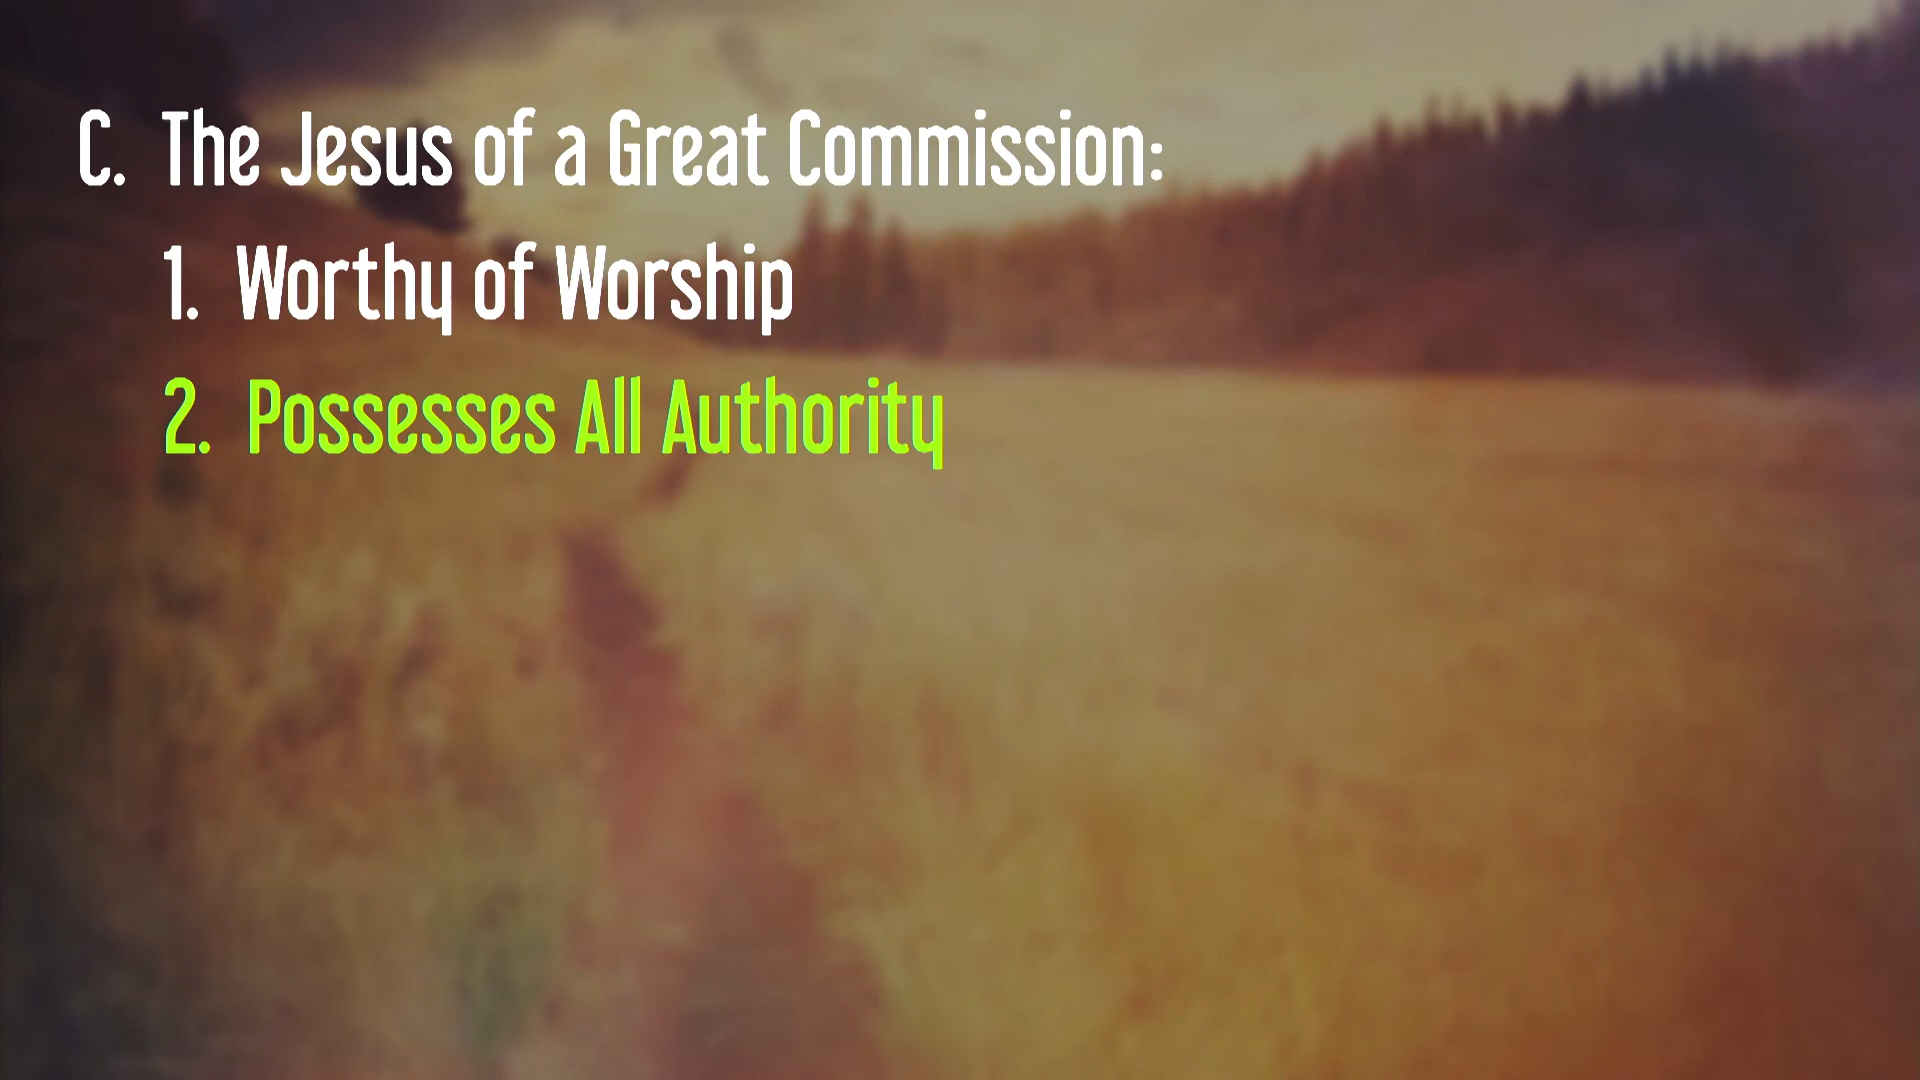 C. The Jesus of a Great Commission:
1. Worthy of Worship
2. Possesses All Authority